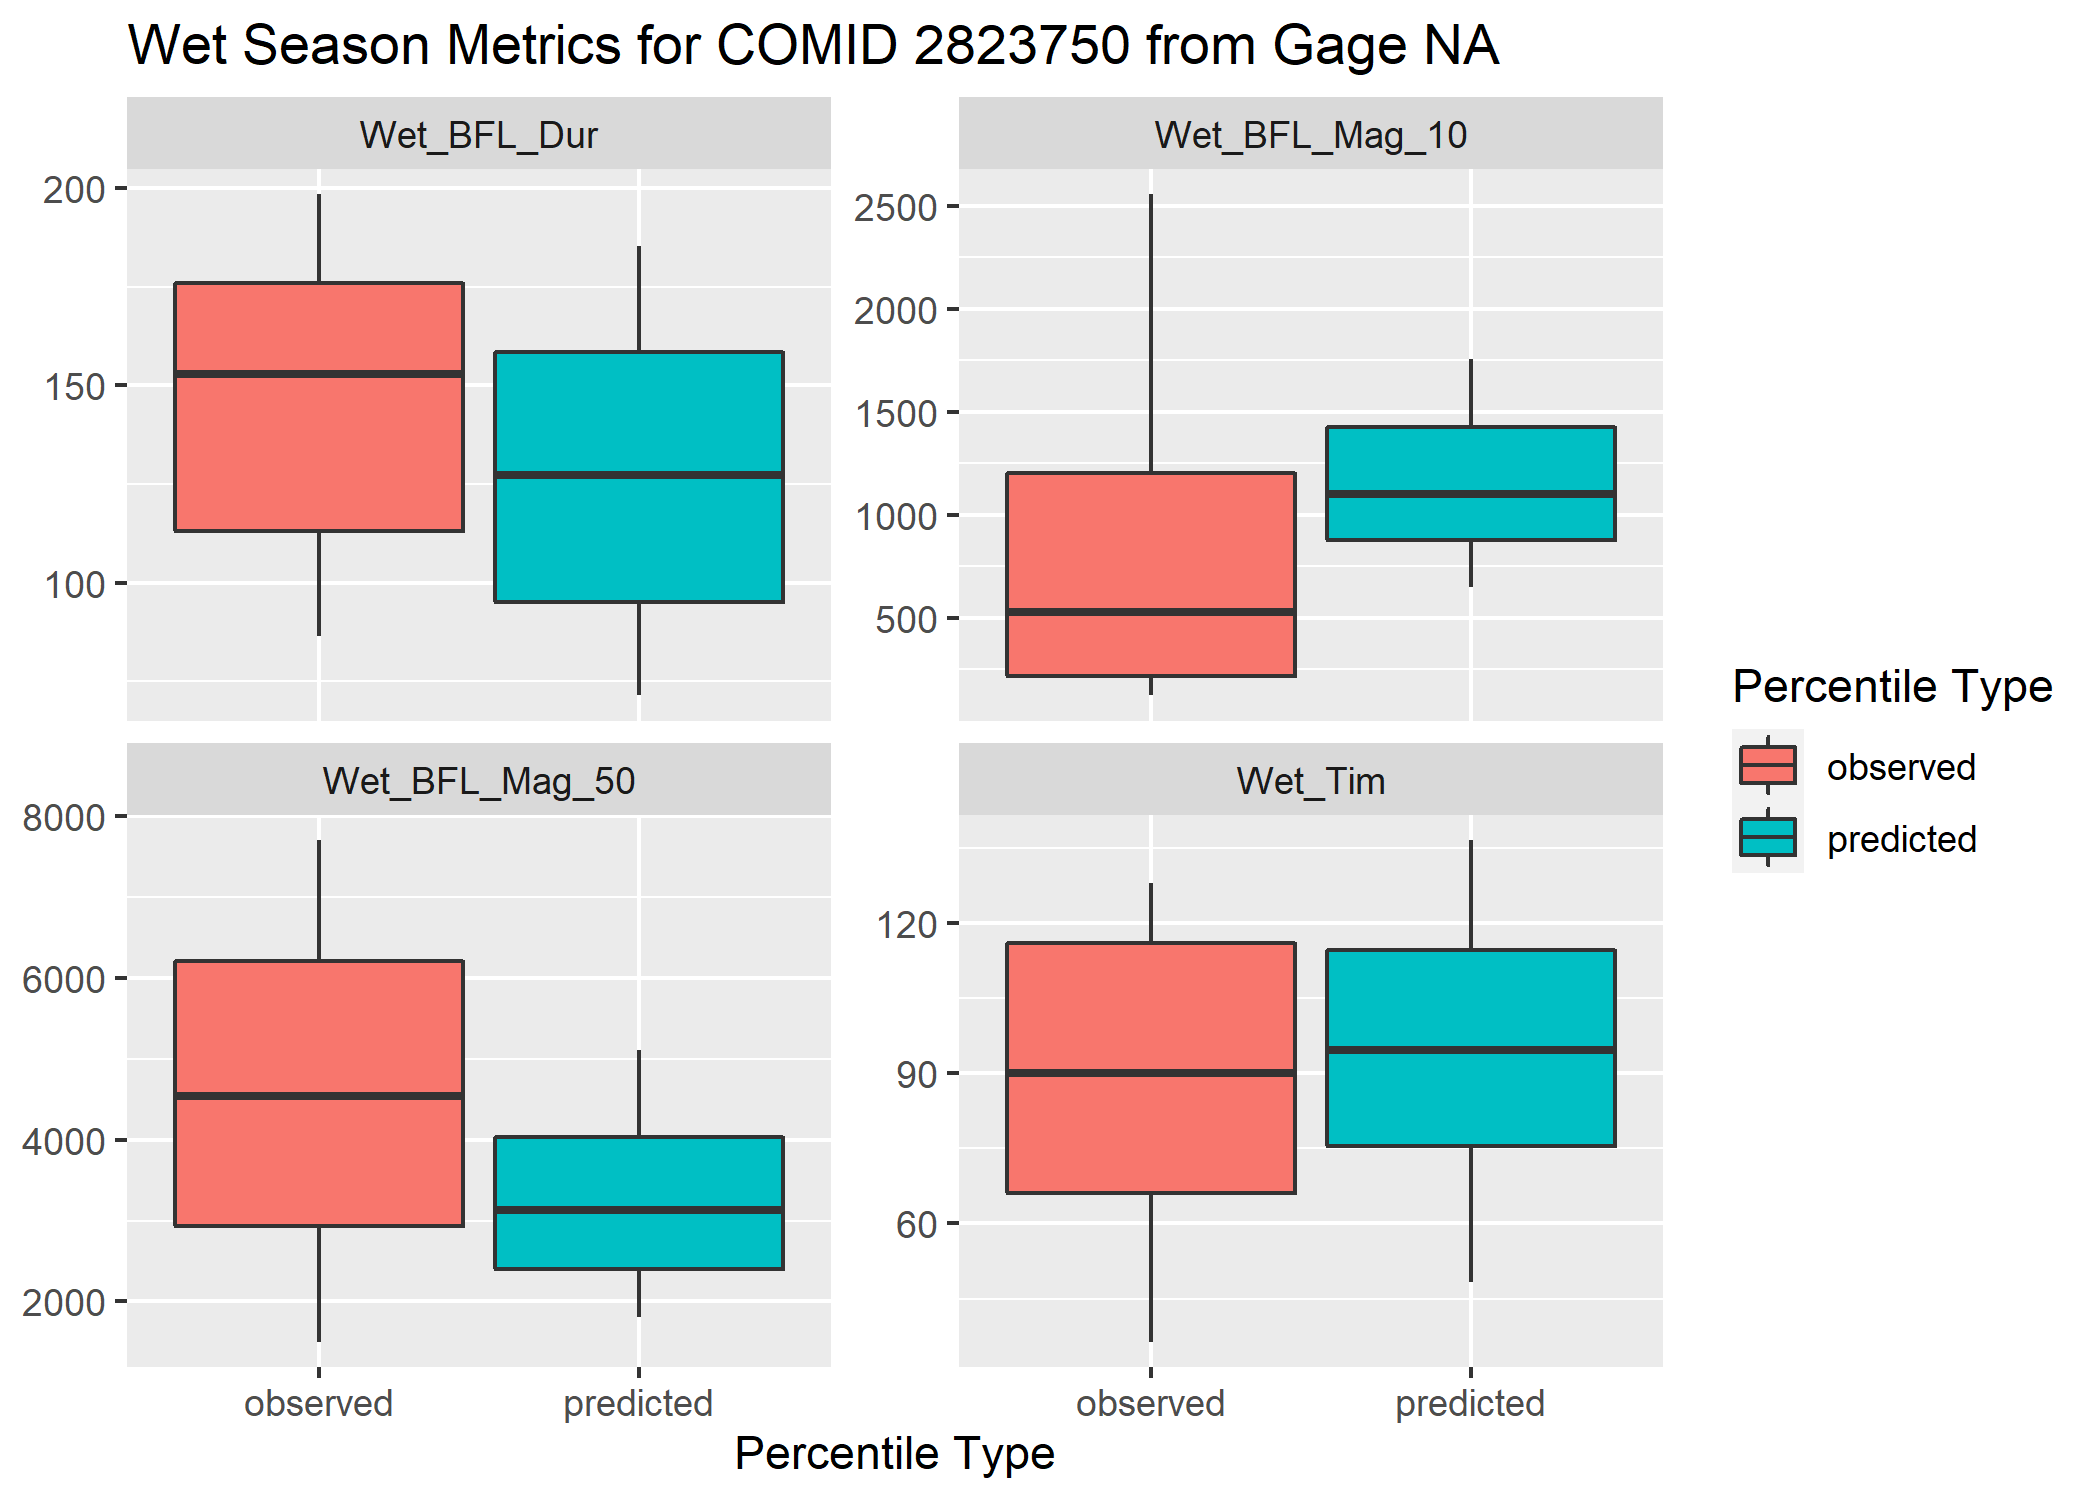 Wet Season Metrics for COMID 2823750 from Gage NA
Wet_BFL_Dur
200
150
100
Wet_BFL_Mag_10
2500
2000
1500
1000
500
Wet_BFL_Mag_50
8000
6000
4000
2000
observed predicted
Wet_Tim
120
90
60
observed predicted
Percentile Type
Percentile Type
observed
predicted